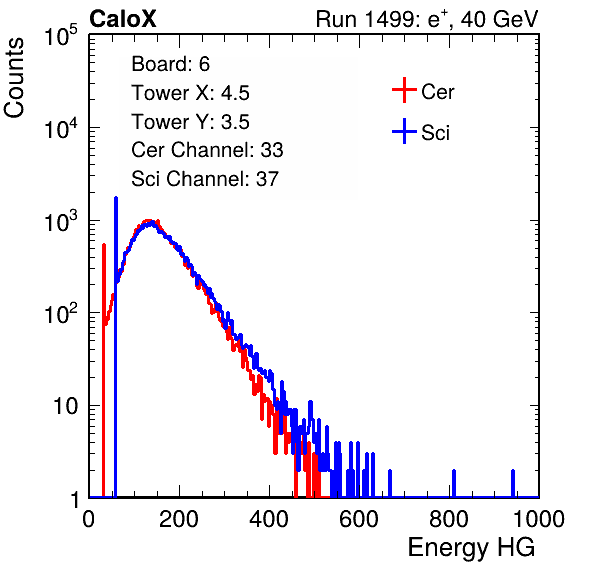 CaloX
Run 1499: e⁺, 40 GeV
Counts
10⁵
10⁴
10³
10²
10
1
Board: 6
Tower X: 4.5
Tower Y: 3.5
Cer Channel: 33
Sci Channel: 37
Cer
Sci
0 200 400 600 800 1000
Energy HG